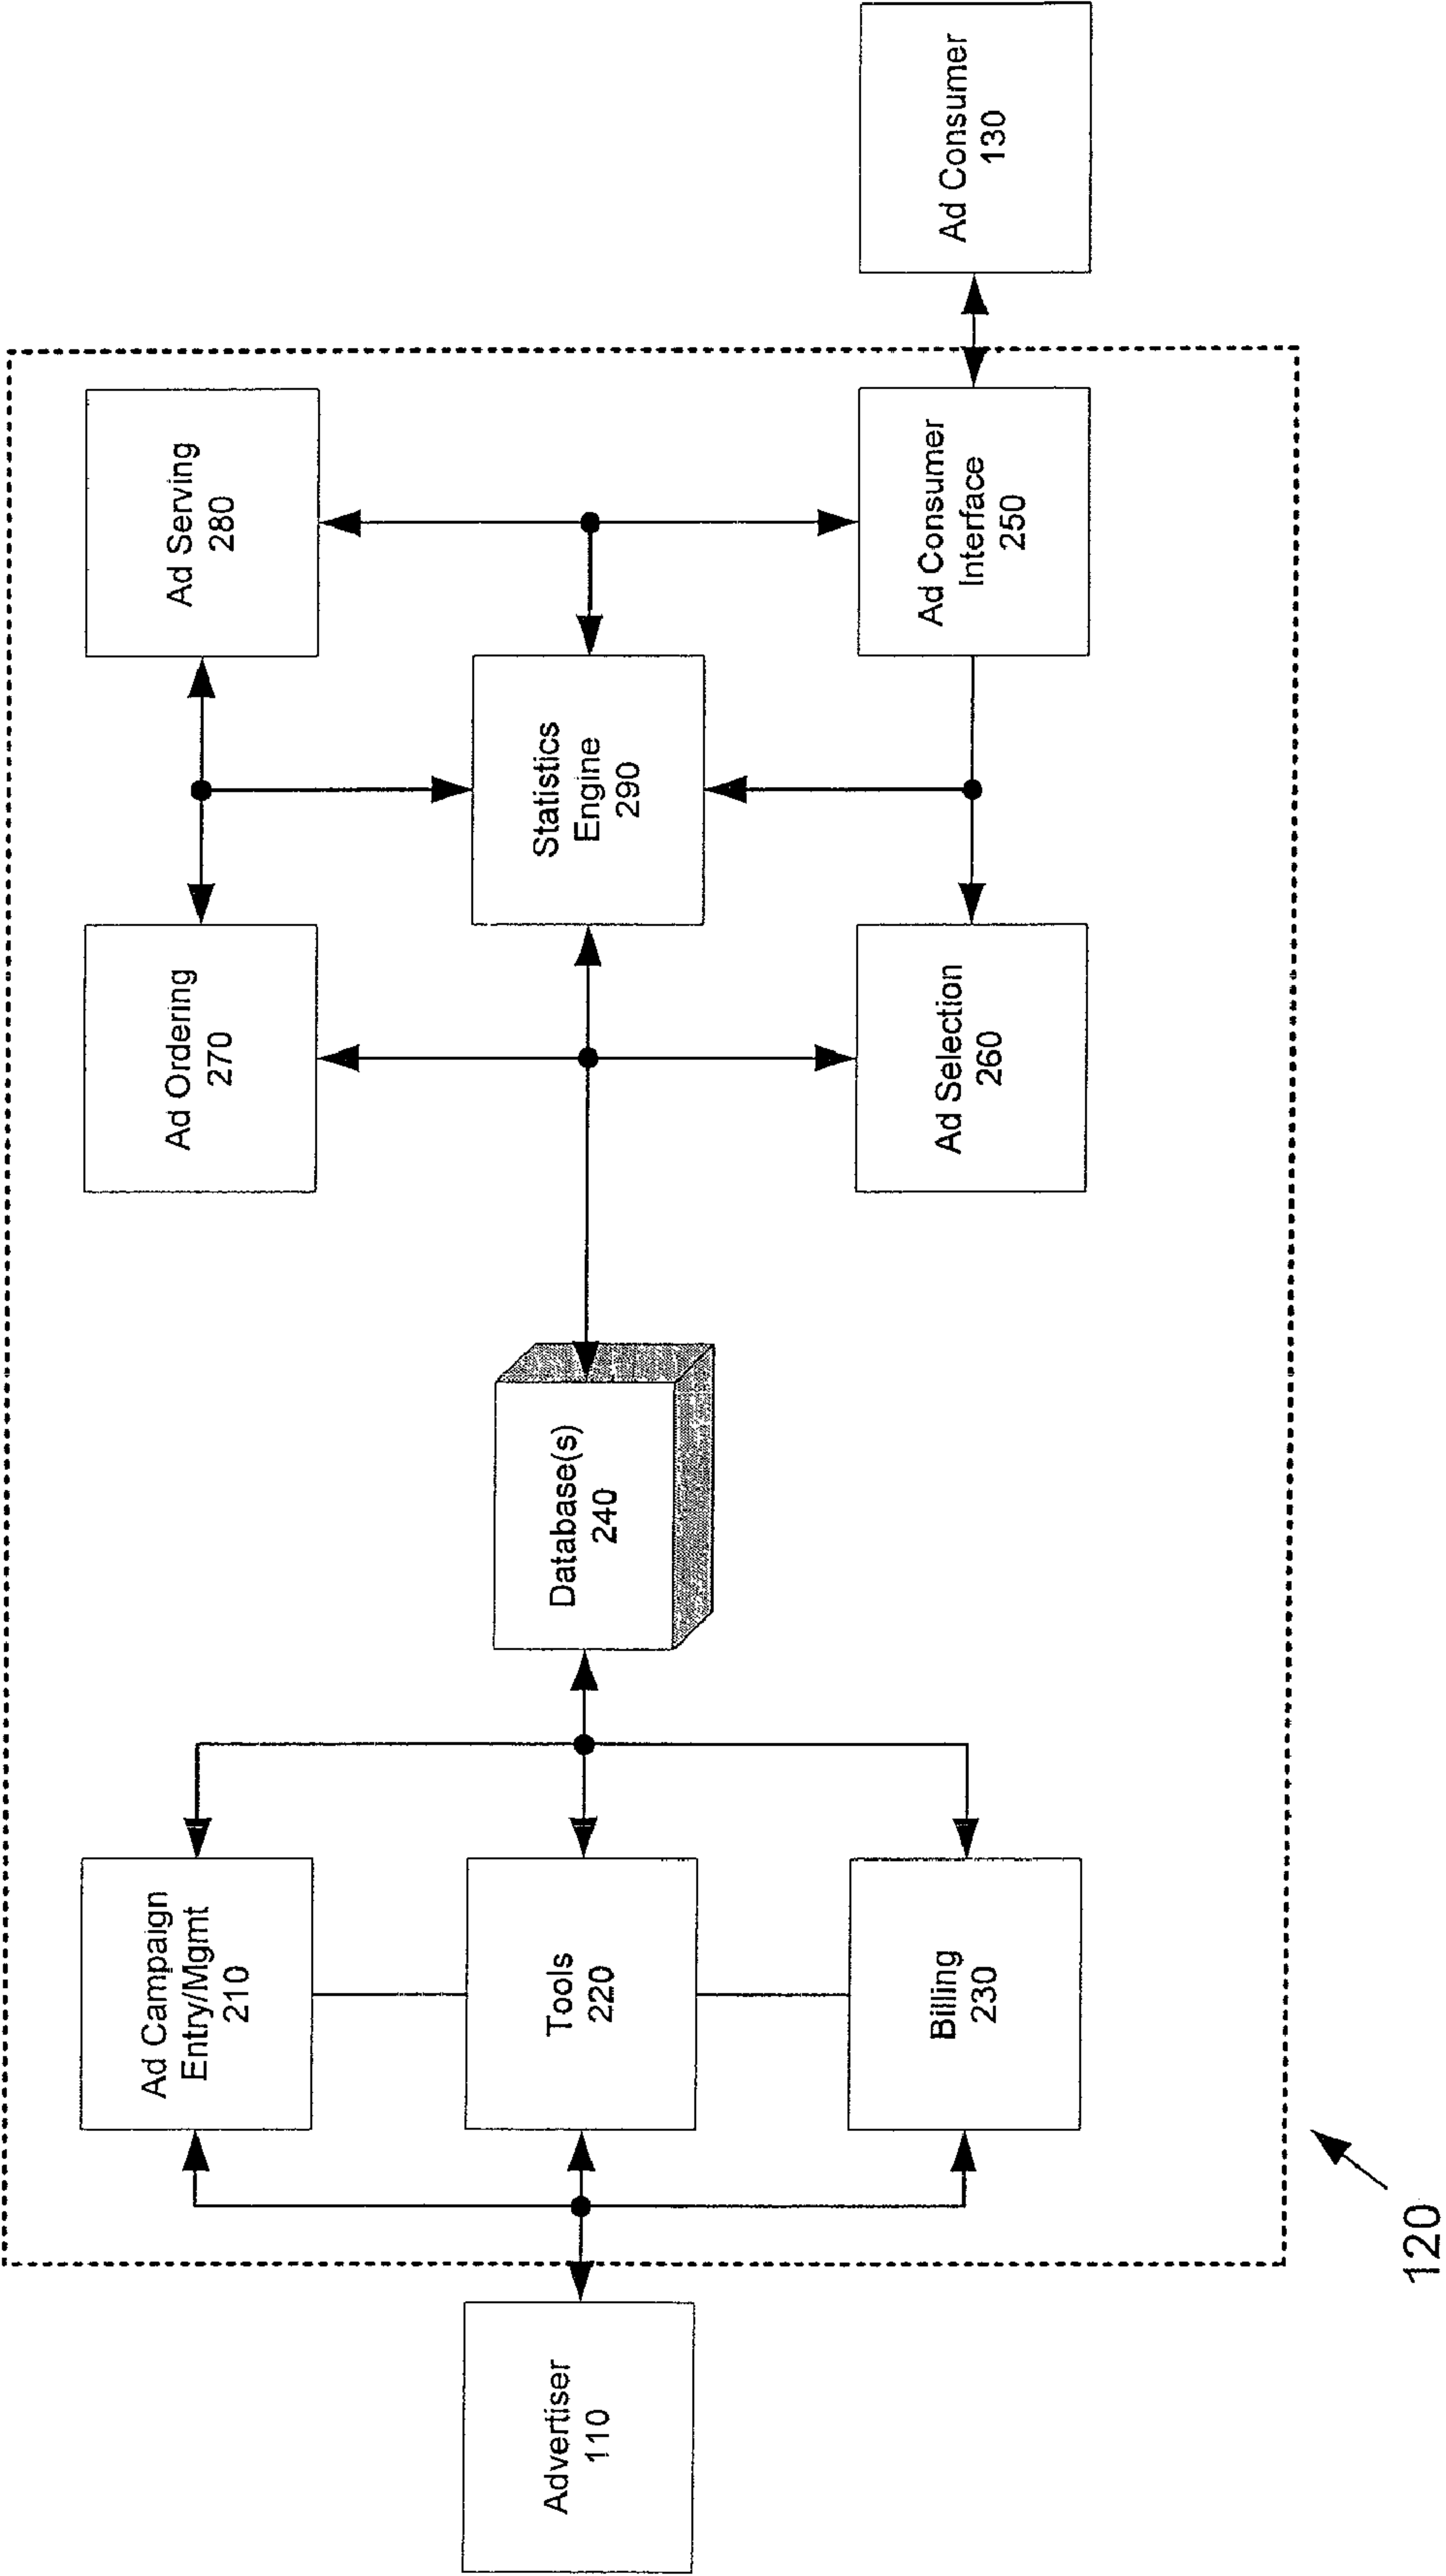 Advertiser
110
Ad Campaign
Entry/Mgmt
210
Tools
220
Billing
230
Database(s)
240
Ad Ordering
270
Ad Selection
260
Statistics
Engine
290
Ad Serving
280
Ad Consumer
Interface
250
Ad Consumer
130
120